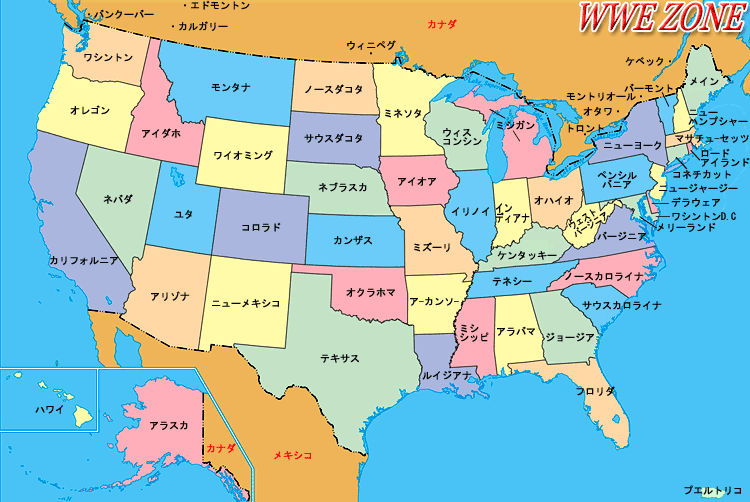 WWE ZONE
エドモントン
バンクーバー
カルガリー
カナダ
ウィニペグ
ケベック
モントリオール
オタワ
トロント
ワシントン
モンタナ
ノースダコタ
ミネソタ
メイン
バーモント
ニュー
ハンプシャー
オレゴン
アイダホ
サウスダコタ
ウィス
コンシン
ミシガン
ニューヨーク
マサチューセッツ
ロード
アイランド
コネチカット
ワイオミング
ネブラスカ
アイオア
ペンシル
バニア
ニュージャージー
デラウェア
ワシントンD.C
メリーランド
ネバダ
ユタ
コロラド
カンザス
ミズーリ
イリノイ
イン
ディアナ
オハイオ
ウェスト
バージニア
バージニア
ケンタッキー
カリフォルニア
アリゾナ
ニューメキシコ
オクラホマ
アーカンソー
テネシー
ノースカロライナ
サウスカロライナ
テキサス
ルイジアナ
ミシ
シッピ
アラバマ
ジョージア
フロリダ
ハワイ
アラスカ
カナダ
メキシコ
プエルトリコ